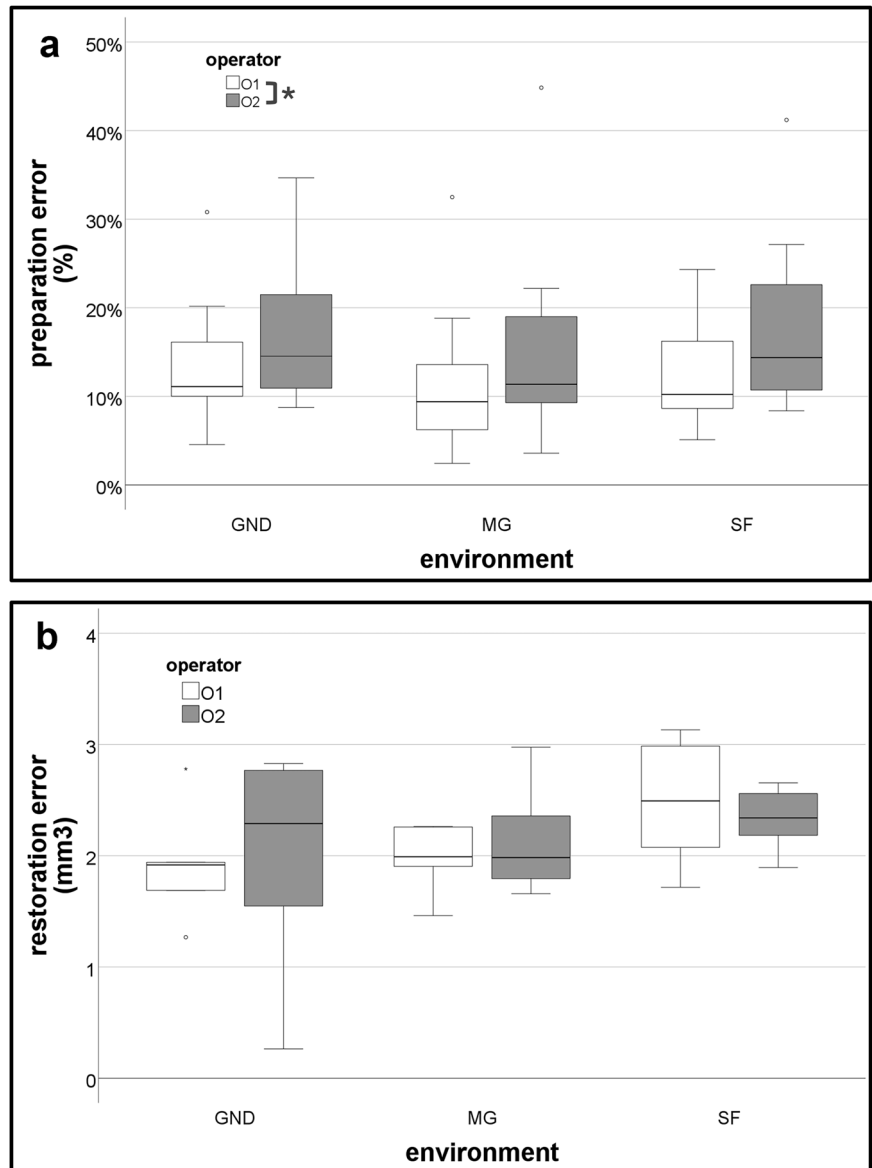 a
operator
O1
O2
*
50%
40%
30%
20%
10%
0%
preparation error
(%)
GND MG SF
environment
b
operator
O1
O2
4
3
2
1
0
restoration error
(mm3)
GND MG SF
environment